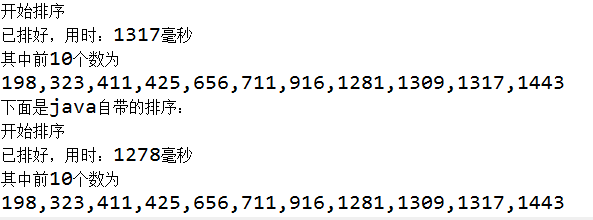 开始排序
已排好，用时：1317毫秒
其中前10个数为
198,323,411,425,656,711,916,1281,1309,1317,1443
下面是java自带的排序：
开始排序
已排好，用时：1278毫秒
其中前10个数为
198,323,411,425,656,711,916,1281,1309,1317,1443